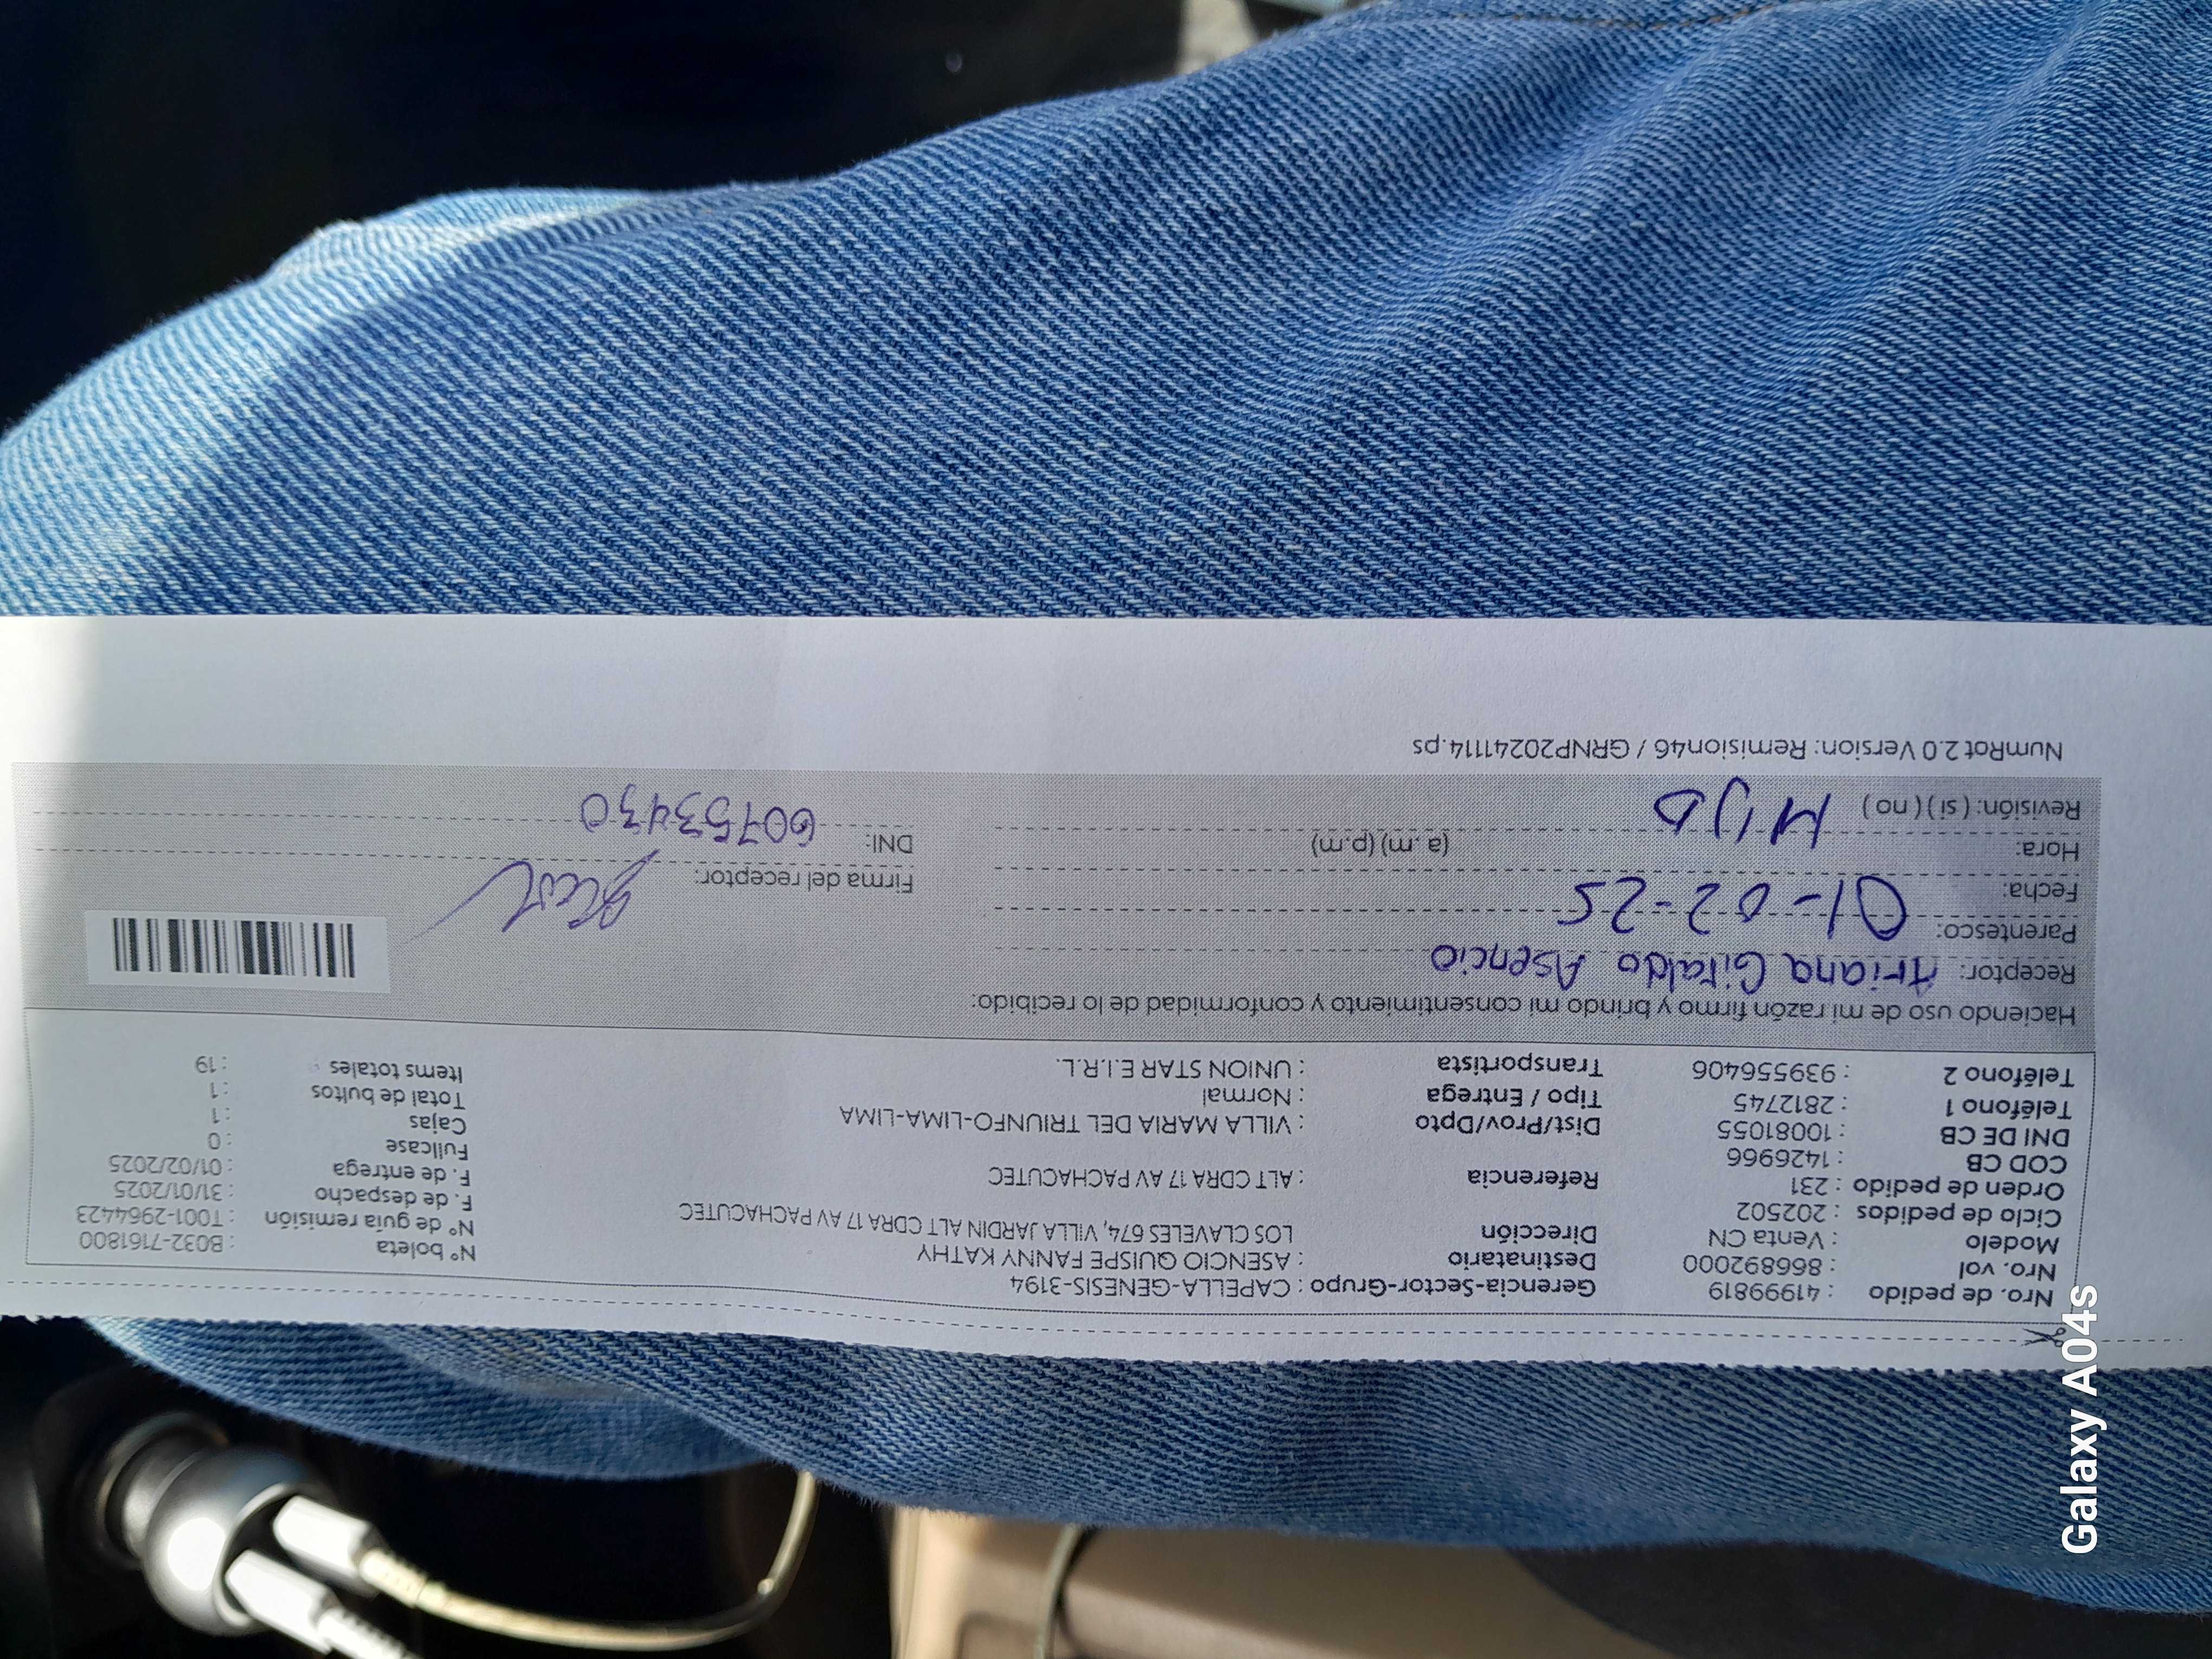 Nro. de pedido : 41999819 Gerencia-Sector-Grupo : CAPELLA-GENESIS-3194
Nro. vol : 866892000 Destinatario : ASENCIO QUISPE FANNY KATHY Nº boleta : B032-7161800
Modelo : Venta CN Dirección LOS CLAVELES 674, VILLA JARDIN ALT CDRA 17 AV PACHACUTEC Nº de guía remisión : T001-2964423
Ciclo de pedidos : 202502 F. de despacho : 31/01/2025
Orden de pedido : 231 Referencia : ALT CDRA 17 AV PACHACUTEC F. de entrega : 01/02/2025
COD CB : 1426966 Fullcase : 0
DNI DE CB : 10081055 Dist/Prov/Dpto : VILLA MARIA DEL TRIUNFO-LIMA-LIMA Cajas : 1
Teléfono 1 : 2812745 Tipo / Entrega : Normal Total de bultos : 1
Teléfono 2 : 939556406 Transportista : UNION STAR E.I.R.L. Items totales : 19
Haciendo uso de mi razón firmo y brindo mi consentimiento y conformidad de lo recibido:
Receptor: Ariana Giraldo Asencio
Parentesco:
Fecha: 01-02-25 Firma del receptor:
Hora: (a .m) (p.m) DNI: 60753430
Revisión: ( si ) ( no )
NumRot 2.0 Version: Remision46 / GRNP20241114.ps
Galaxy A04s